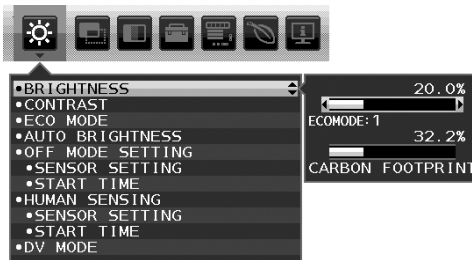 •BRIGHTNESS
•CONTRAST
•ECO MODE
•AUTO BRIGHTNESS
•OFF MODE SETTING
•SENSOR SETTING
•START TIME
•HUMAN SENSING
•SENSOR SETTING
•START TIME
•DV MODE
20.0%
ECOMODE:1
32.2%
CARBON FOOTPRINT